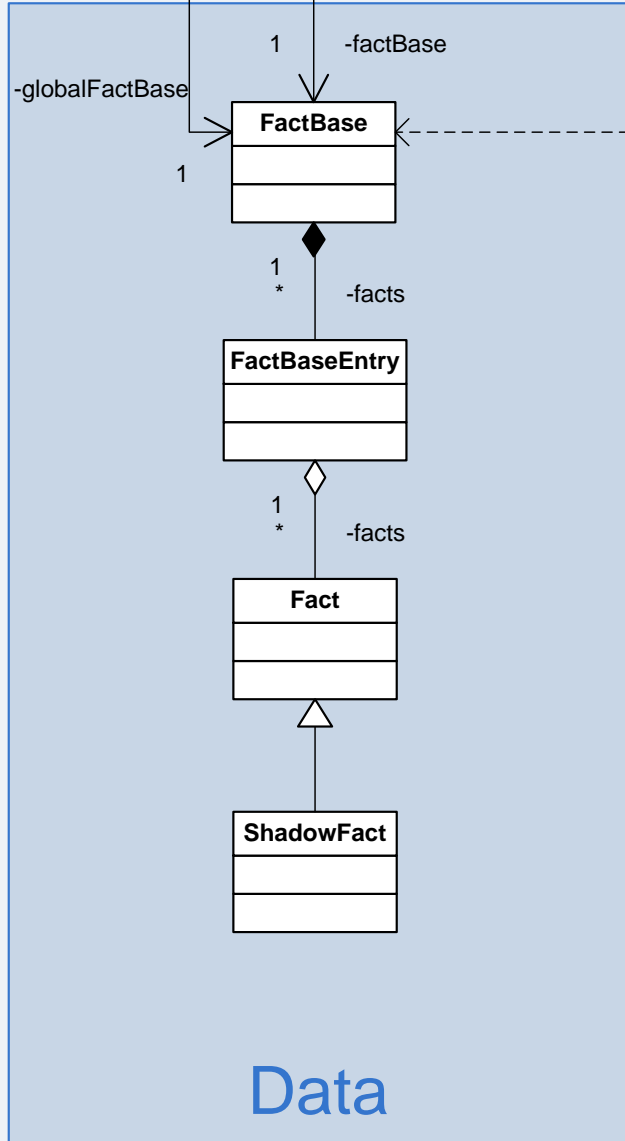 1 -factBase
-globalFactBase
FactBase
1
1
* -facts
FactBaseEntry
1
* -facts
Fact
ShadowFact
Data